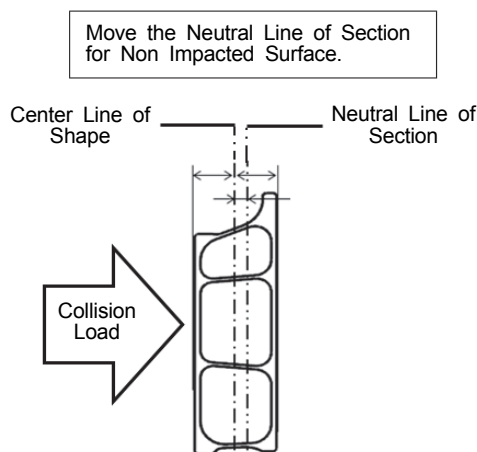 Move the Neutral Line of Section
for Non Impacted Surface.
Center Line of
Shape
Neutral Line of
Section
Collision
Load